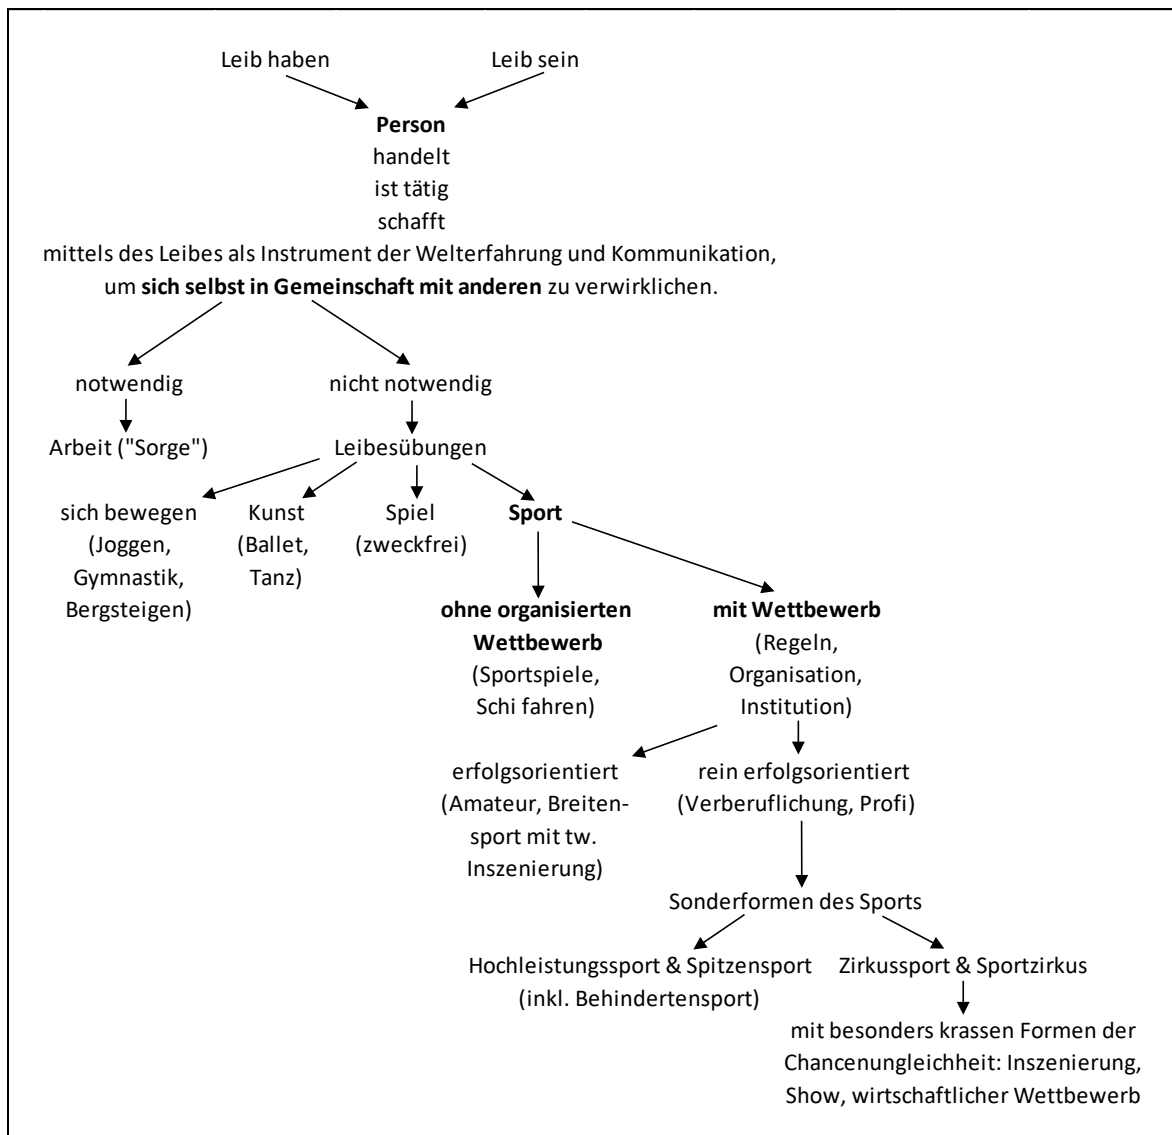 Leib haben
Leib sein
Person
handelt
ist tätig
schafft
mittels des Leibes als Instrument der Welterfahrung und Kommunikation,
um sich selbst in Gemeinschaft mit anderen zu verwirklichen.
notwendig
nicht notwendig
Arbeit ("Sorge")
Leibesübungen
sich bewegen
(Joggen,
Gymnastik,
Bergsteigen)
Kunst
(Ballet,
Tanz)
Spiel
(zweckfrei)
Sport
ohne organisierten
Wettbewerb
(Sportspiele,
Schi fahren)
mit Wettbewerb
(Regeln,
Organisation,
Institution)
erfolgsorientiert
(Amateur, Breiten-
sport mit tw.
Inszenierung)
rein erfolgsorientiert
(Verberuflichung, Profi)
Sonderformen des Sports
Hochleistungssport & Spitzensport
(inkl. Behindertensport)
Zirkussport & Sportzirkus
mit besonders krassen Formen der
Chancenungleichheit: Inszenierung,
Show, wirtschaftlicher Wettbewerb